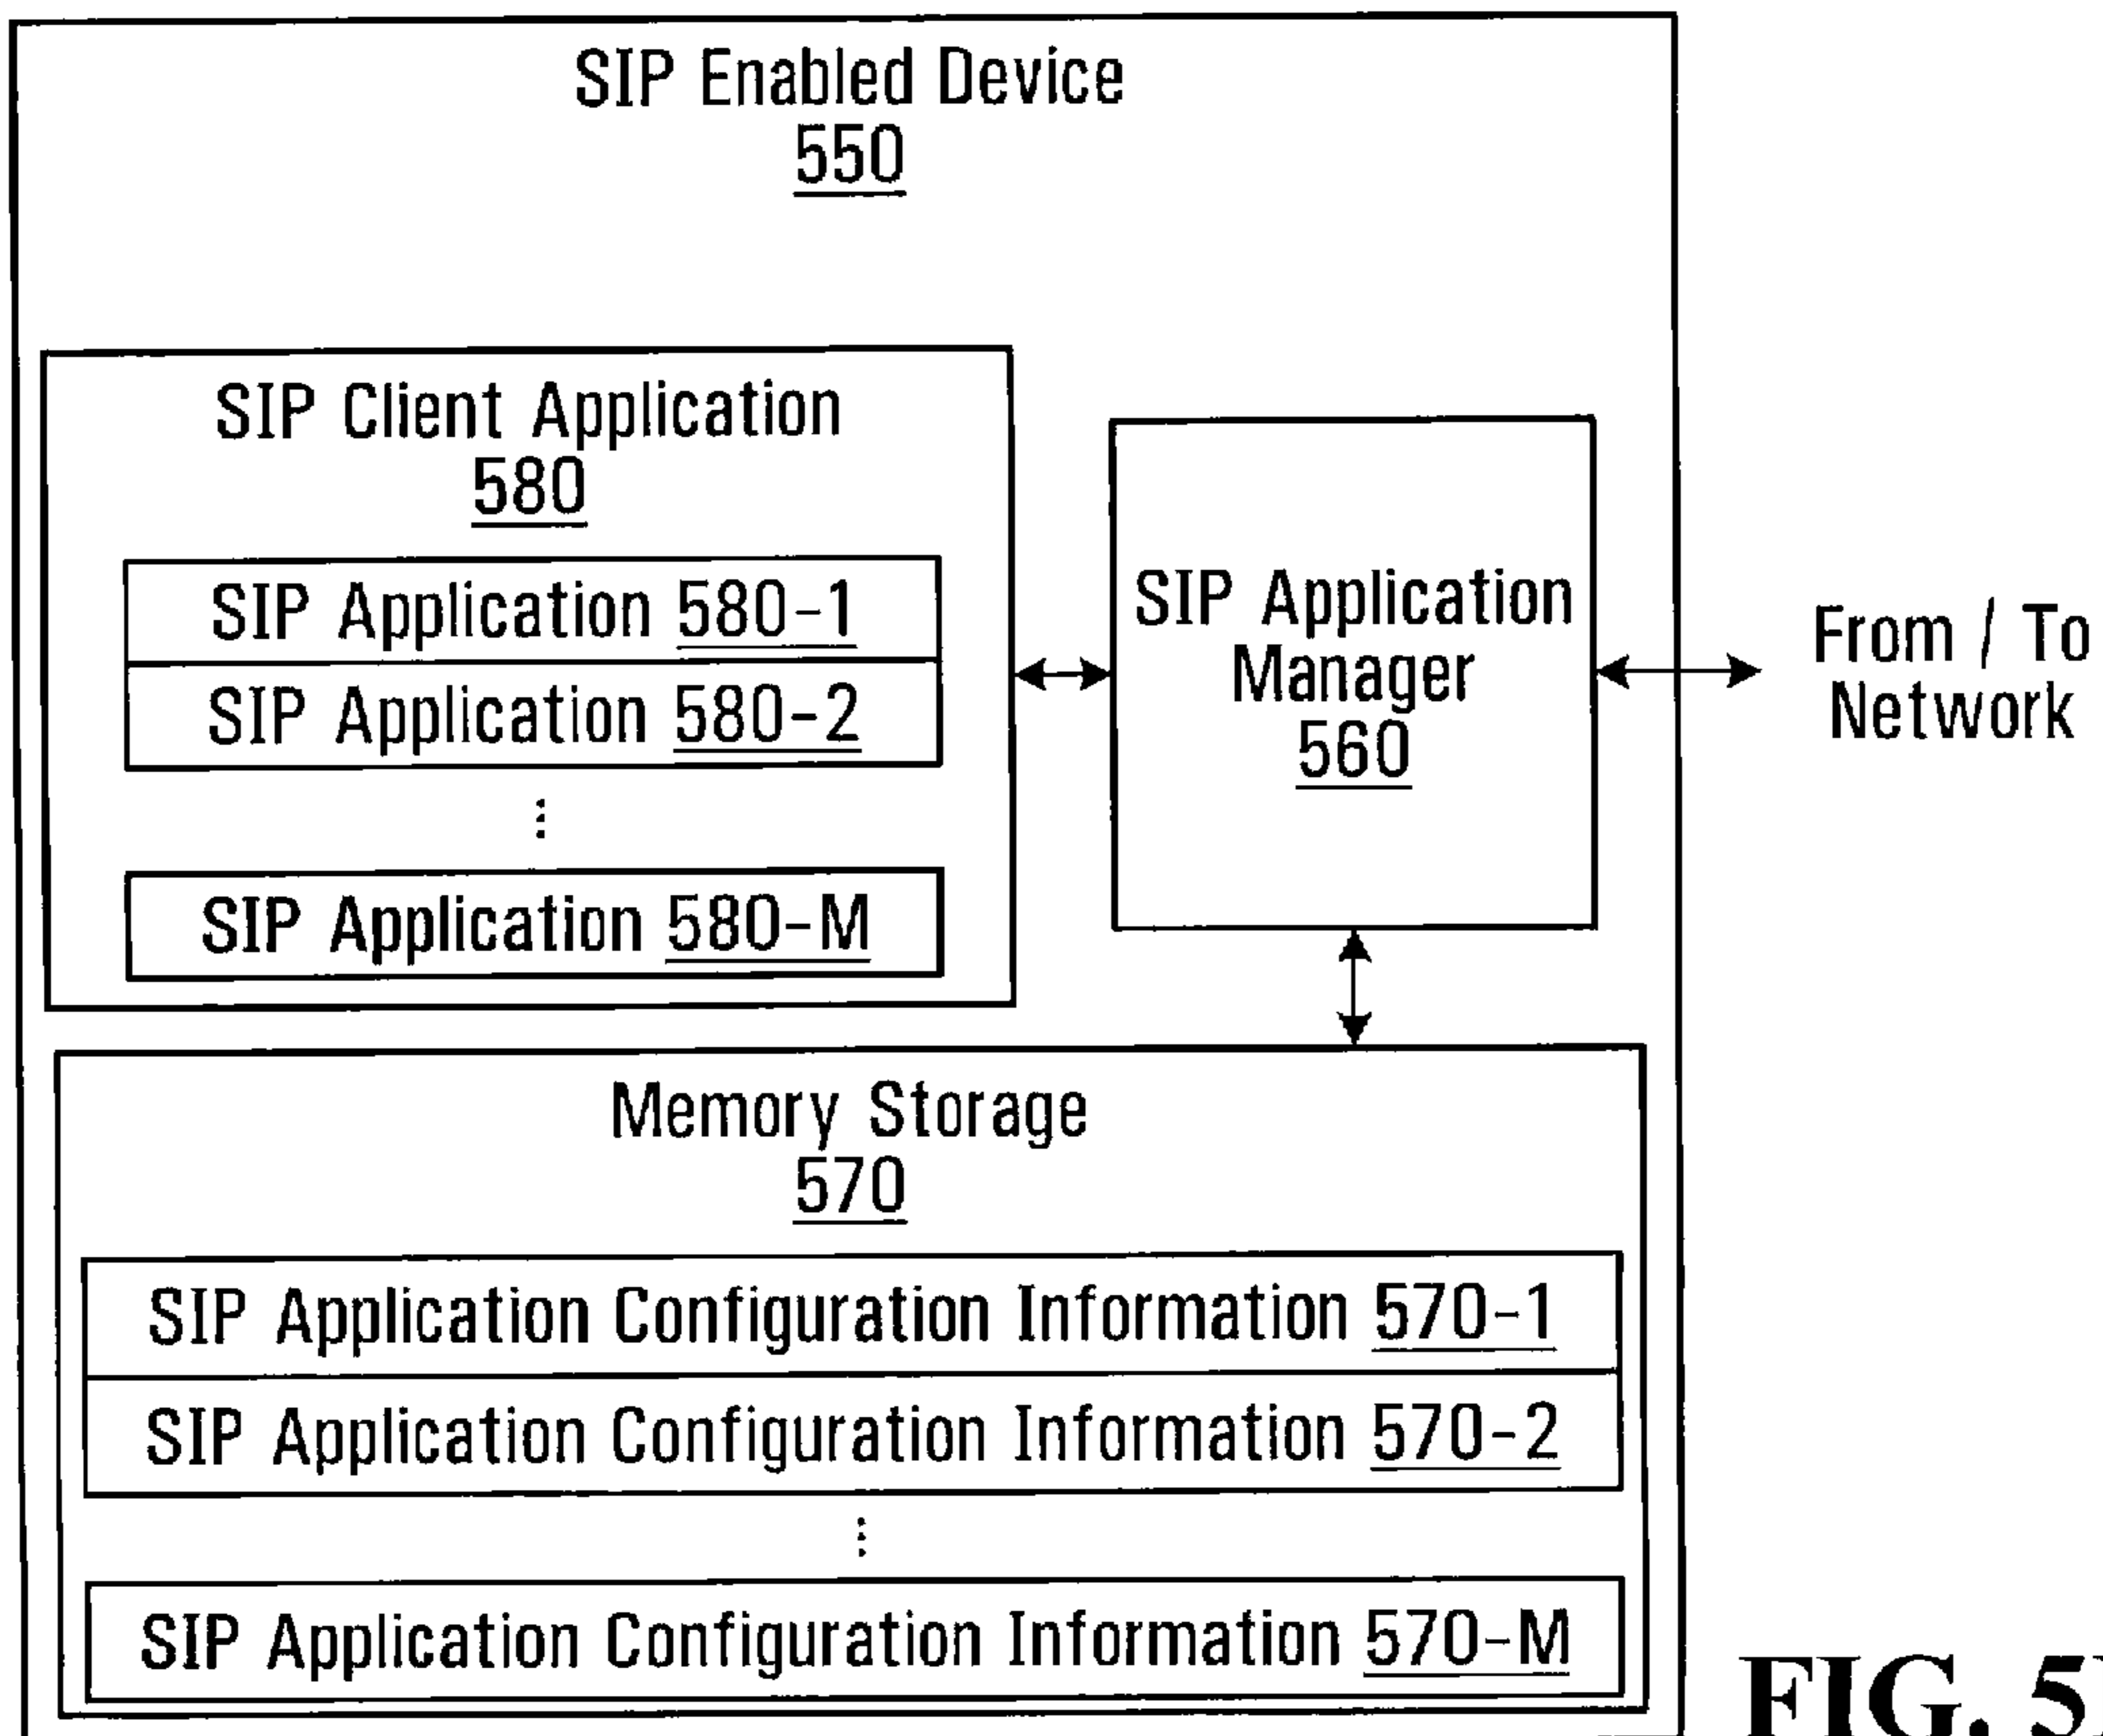 SIP Enabled Device
550
SIP Client Application
580
SIP Application 580-1
SIP Application 580-2
SIP Application 580-M
SIP Application
Manager
560
From / To
Network
Memory Storage
570
SIP Application Configuration Information 570-1
SIP Application Configuration Information 570-2
SIP Application Configuration Information 570-M
FIG.